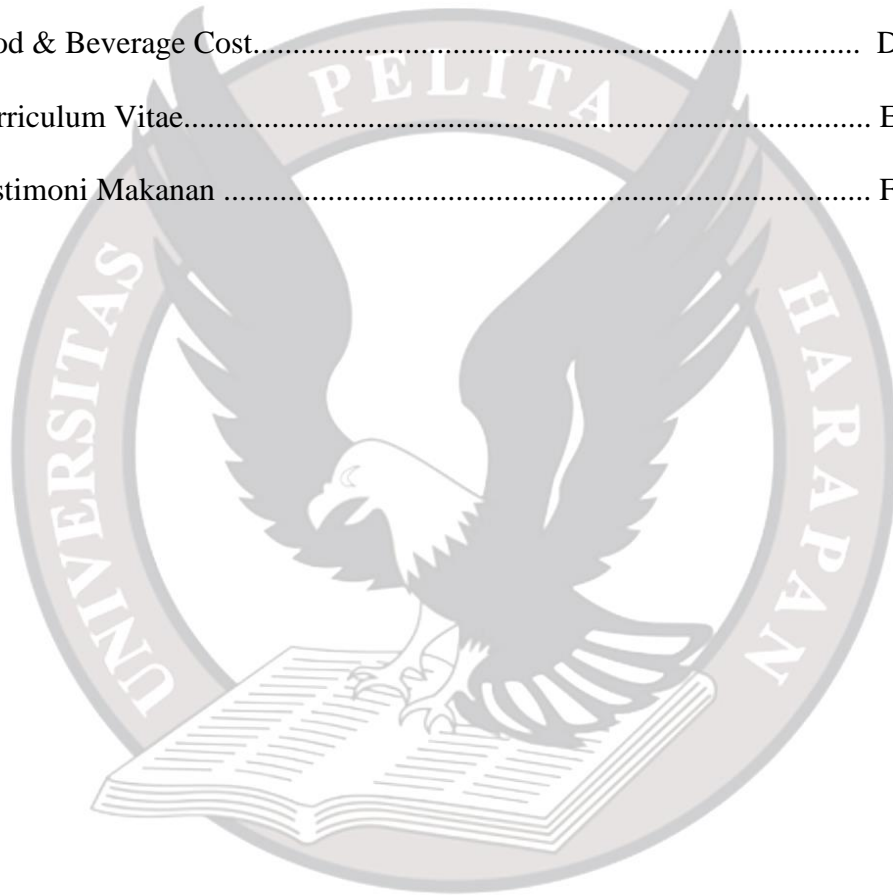 od & Beverage Cost............................................................................ D
rriculum Vitae...................................................................................... E
stimoni Makanan ................................................................................. F
UNIVERSITAS PELITA HARAPAN